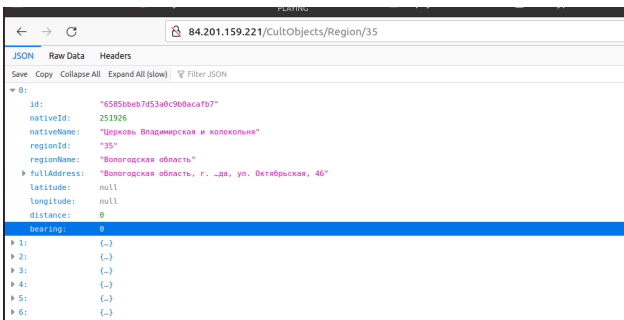 PLAYING
84.201.159.221/CultObjects/Region/35
JSON Raw Data Headers
Save Copy Collapse All Expand All (slow) Filter JSON
0:
id: "6585bbeb7d53a0c9b0acafb7"
nativeId: 251926
nativeName: "Церковь Владимирская и колокольня"
regionId: "35"
regionName: "Вологодская область"
fullAddress: "Вологодская область, г. …да, ул. Октябрьская, 46"
latitude: null
longitude: null
distance: 0
bearing: 0
1: {…}
2: {…}
3: {…}
4: {…}
5: {…}
6: {…}